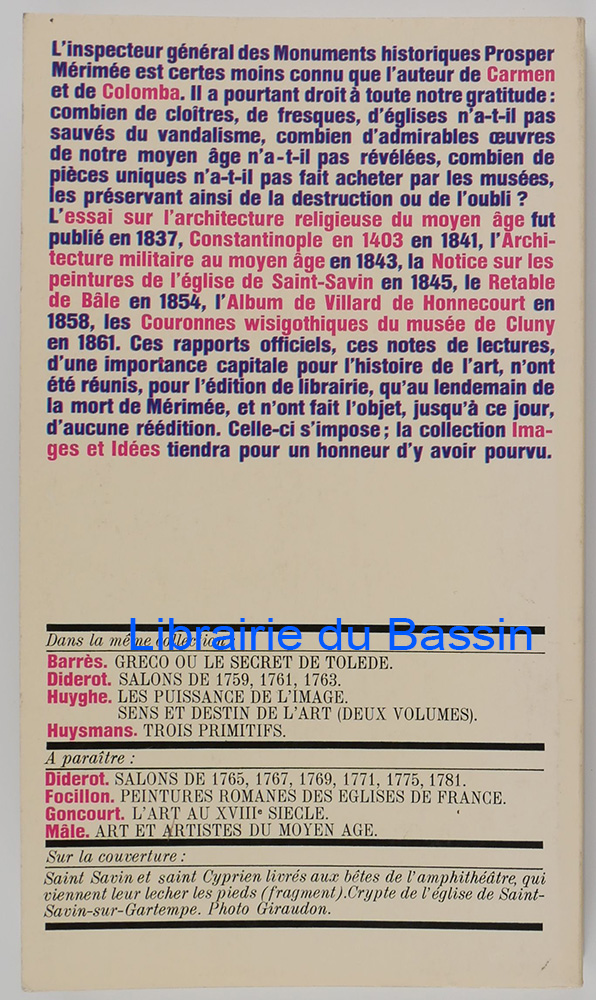 L'inspecteur général des Monuments historiques Prosper
Mérimée est certes moins connu que l'auteur de Carmen
et de Colomba. Il a pourtant droit à toute notre gratitude :
combien de cloîtres, de fresques, d'églises n'a-t-il pas
sauvés du vandalisme, combien d'admirables œuvres
de notre moyen âge n'a-t-il pas révélées, combien de
pièces uniques n'a-t-il pas fait acheter par les musées,
les préservant ainsi de la destruction ou de l'oubli ?
L'essai sur l'architecture religieuse du moyen âge fut
publié en 1837, Constantinople en 1403 en 1841, l'Archi-
tecture militaire au moyen âge en 1843, la Notice sur les
peintures de l'église de Saint-Savin en 1845, le Retable
de Bâle en 1854, l'Album de Villard de Honnecourt en
1858, les Couronnes wisigothiques du musée de Cluny
en 1861. Ces rapports officiels, ces notes de lectures,
d'une importance capitale pour l'histoire de l'art, n'ont
été réunis, pour l'édition de librairie, qu'au lendemain de
la mort de Mérimée, et n'ont fait l'objet, jusqu'à ce jour,
d'aucune réédition. Celle-ci s'impose ; la collection Ima-
ges et Idées tiendra pour un honneur d'y avoir pourvu.
Librairie du Bassin
Dans la même collection :
Barrès. GRECO OU LE SECRET DE TOLEDE.
Diderot. SALONS DE 1759, 1761, 1763.
Huyghe. LES PUISSANCE DE L'IMAGE.
SENS ET DESTIN DE L'ART (DEUX VOLUMES).
Huysmans. TROIS PRIMITIFS.
A paraître :
Diderot. SALONS DE 1765, 1767, 1769, 1771, 1775, 1781.
Focillon. PEINTURES ROMANES DES EGLISES DE FRANCE.
Goncourt. L'ART AU XVIIIe SIECLE.
Mâle. ART ET ARTISTES DU MOYEN AGE.
Sur la couverture :
Saint Savin et saint Cyprien livrés aux bêtes de l'amphithéâtre, qui
viennent leur lecher les pieds (fragment).Crypte de l'église de Saint-
Savin-sur-Gartempe. Photo Giraudon.